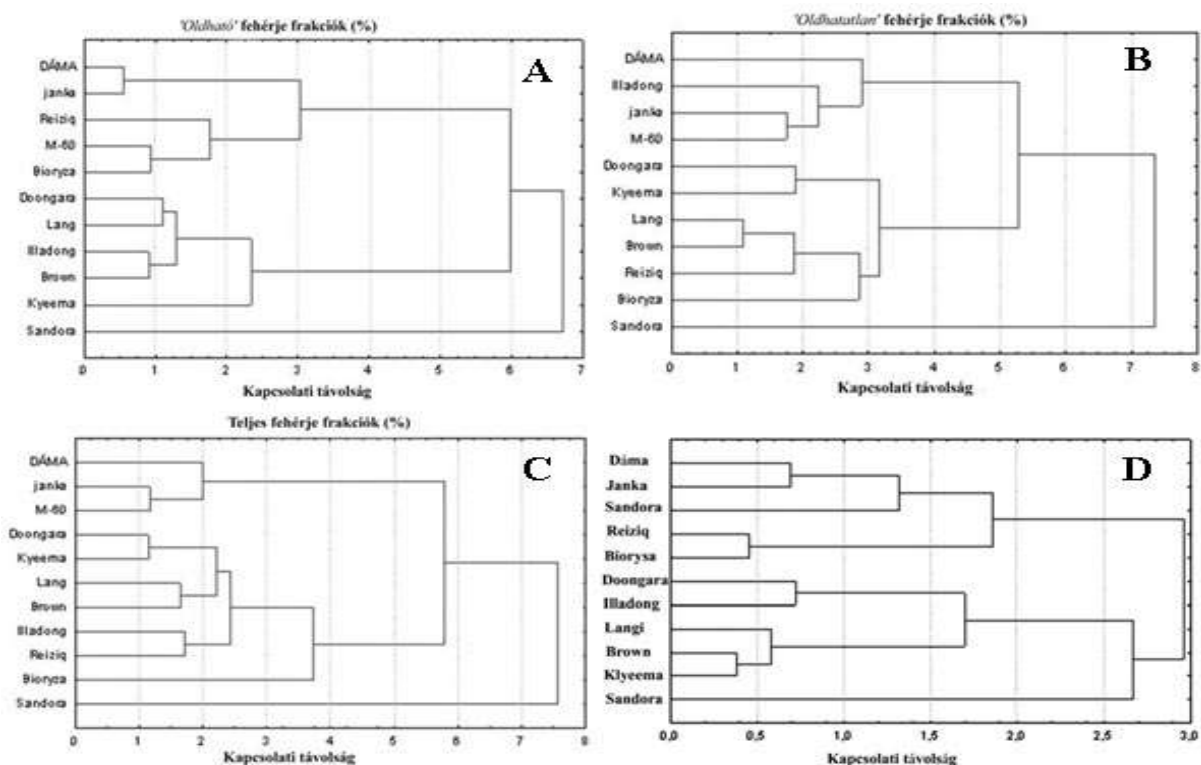 'Oldható' fehérje frakciók (%)
A
DÁMA
janka
Reiziq
M-60
Bioryza
Doongara
Lang
Illadong
Brown
Kyeema
Sandora
0 1 2 3 4 5 6 7
Kapcsolati távolság
'Oldhatatlan' fehérje frakciók (%)
B
DÁMA
Illadong
janka
M-60
Doongara
Kyeema
Lang
Brown
Reiziq
Bioryza
Sandora
0 1 2 3 4 5 6 7 8
Kapcsolati távolság
Teljes fehérje frakciók (%)
C
DÁMA
janka
M-60
Doongara
Kyeema
Lang
Brown
Illadong
Reiziq
Bioryza
Sandora
0 1 2 3 4 5 6 7 8
Kapcsolati távolság
D
Dáma
Janka
Sandora
Reiziq
Biorysa
Doongara
Illadong
Langi
Brown
Klyeema
Sandora
0,0 0,5 1,0 1,5 2,0 2,5 3,0
Kapcsolati távolság